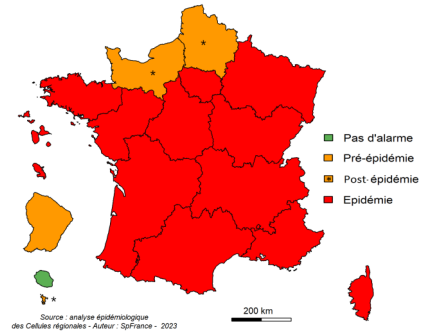 *
*
Pas d'alarme
Pré-épidémie
* Post-épidémie
Epidémie
*
Source : analyse épidémiologique
des Cellules régionales - Auteur : SpFrance - 2023
200 km